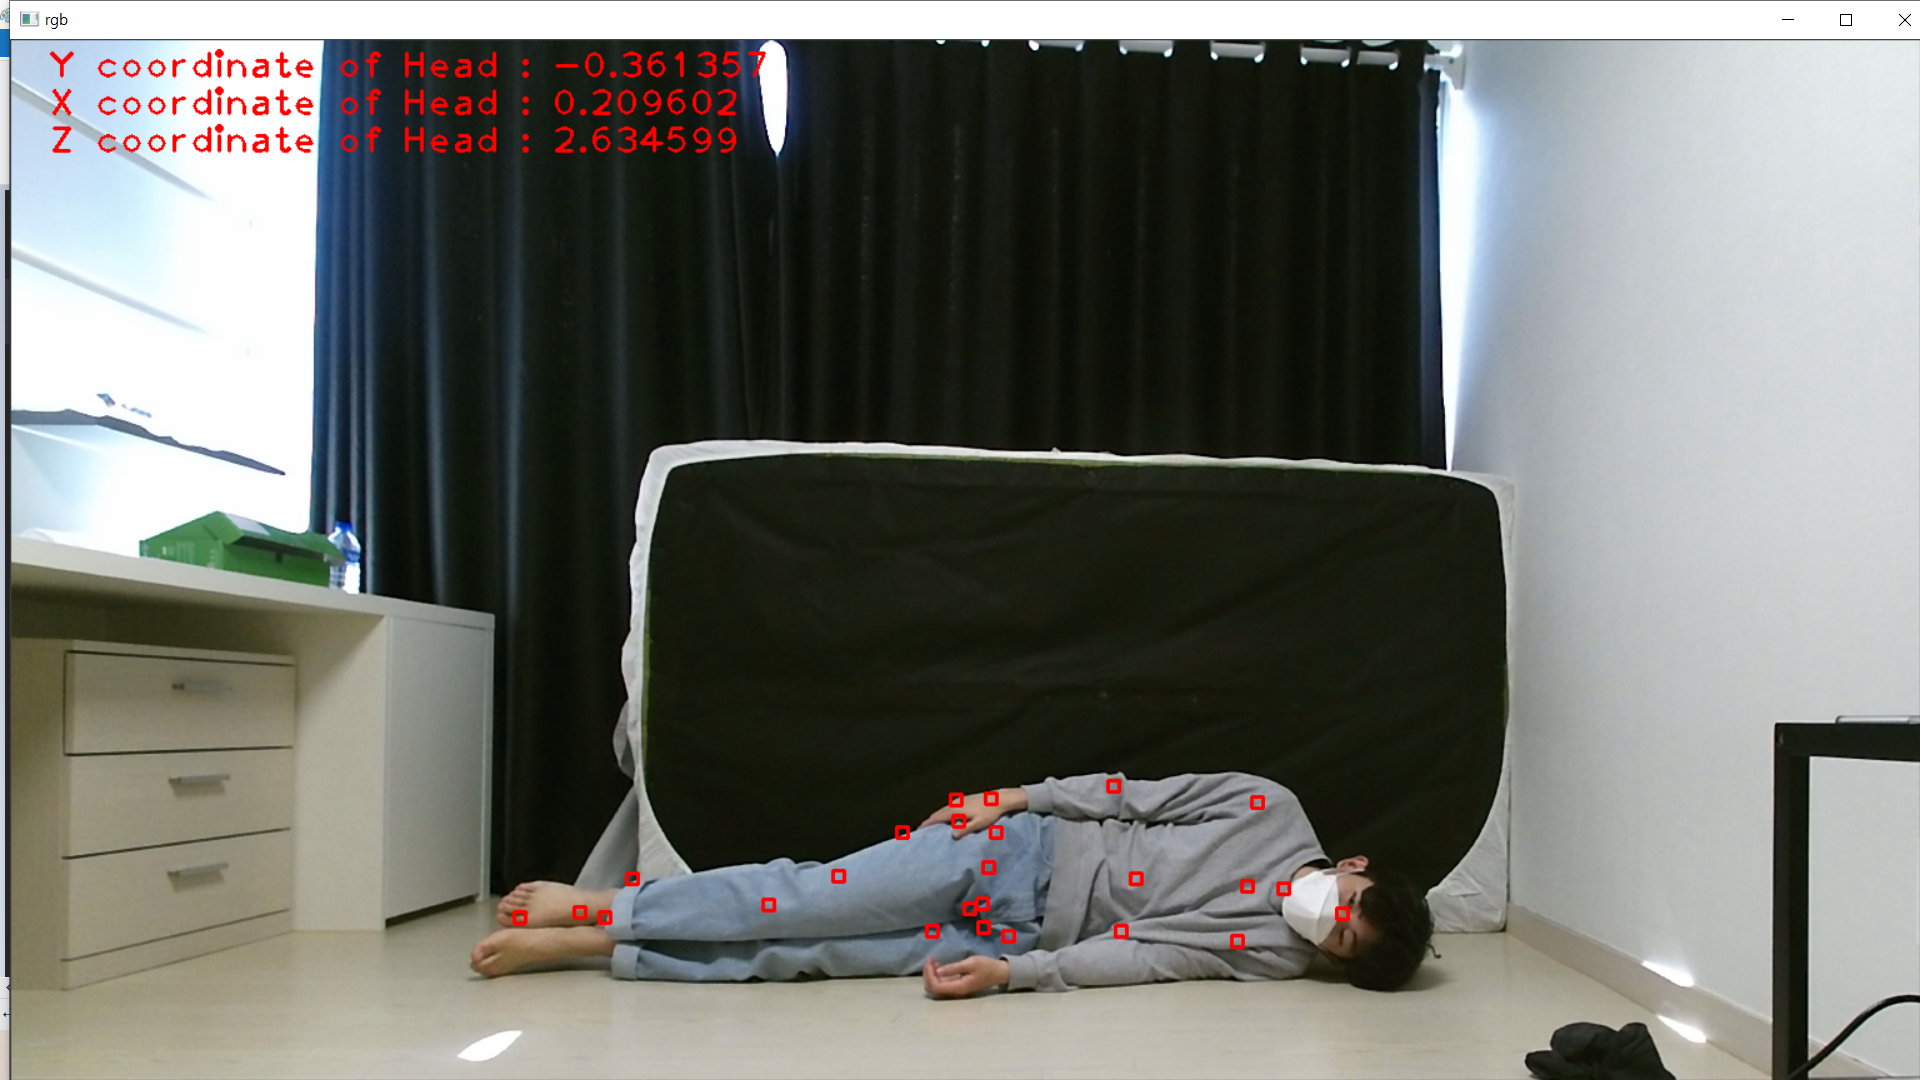 rgb
Y coordinate of Head : -0.361357
X coordinate of Head : 0.209602
Z coordinate of Head : 2.634599